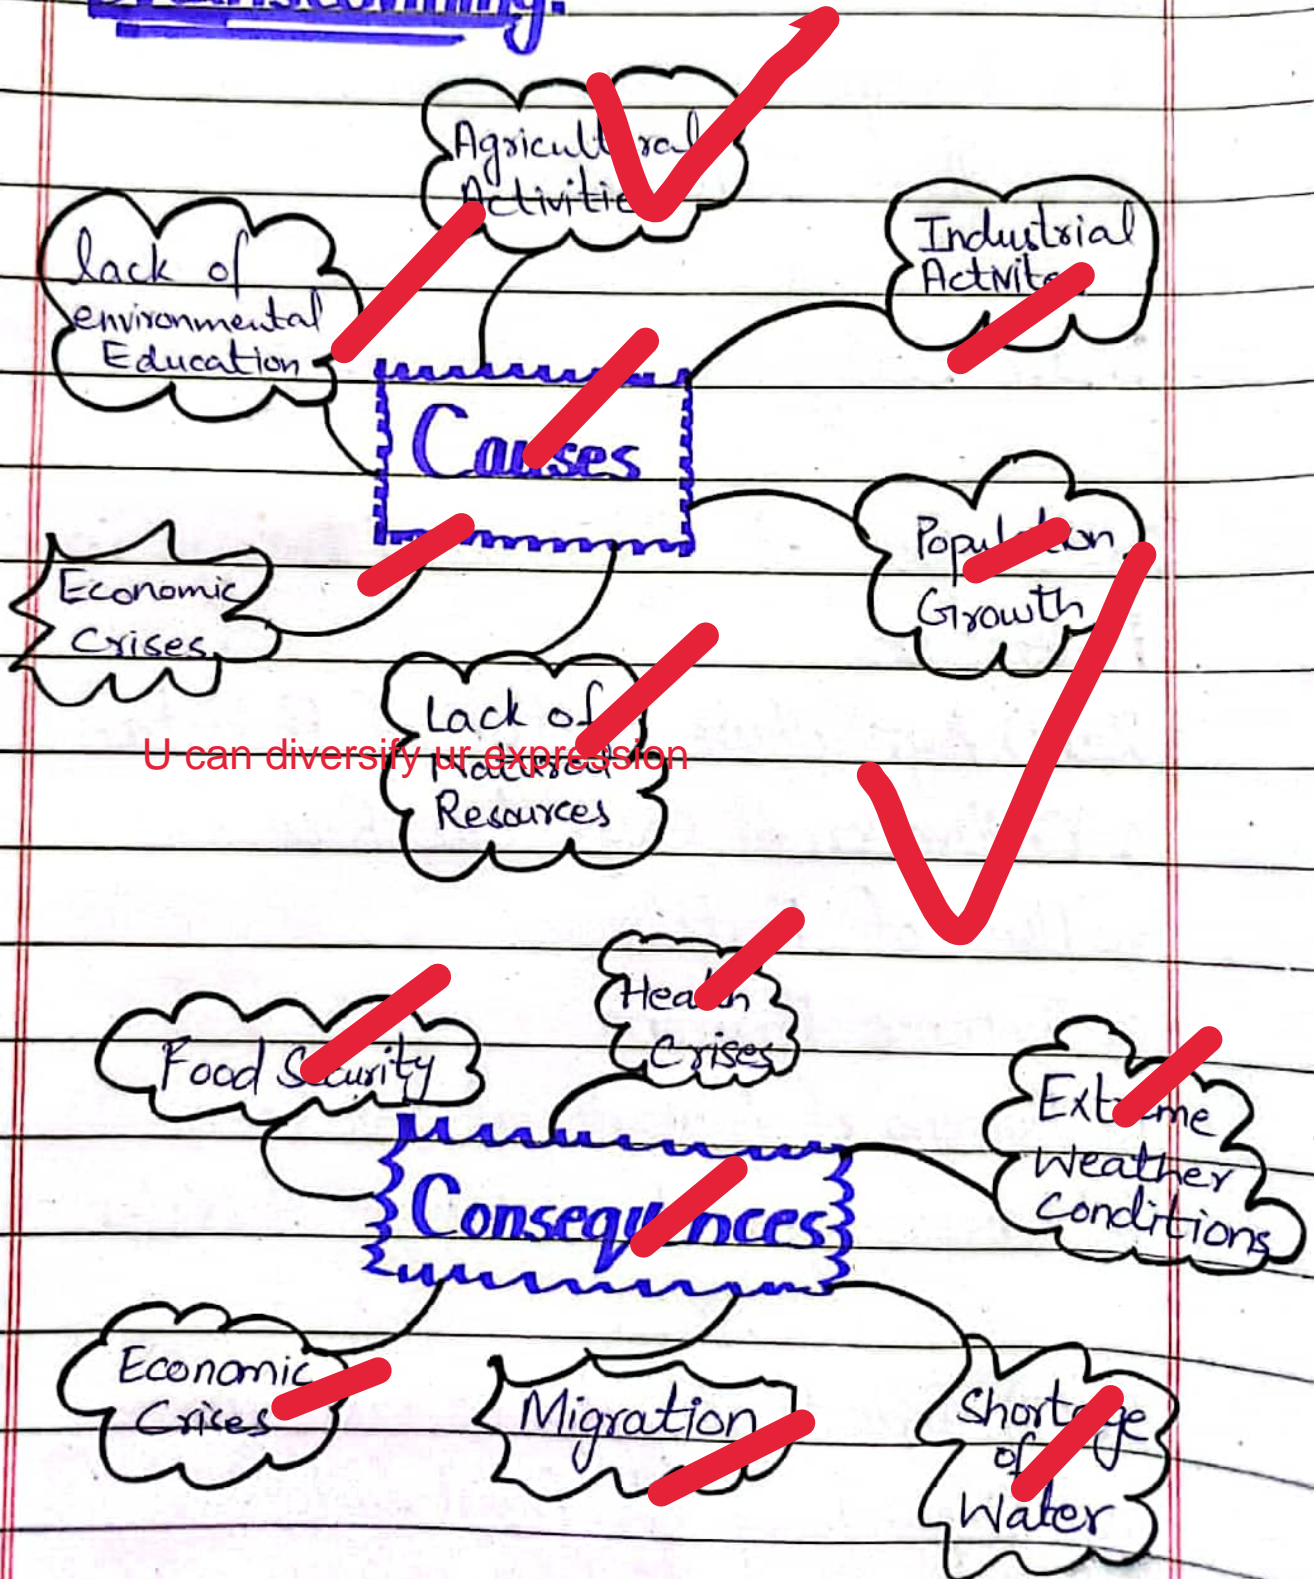 Agricultural
Activities
Industrial
Activites
lack of
environmental
Education
Causes
Population
Growth
Economic
Crises
Lack of
Natural
Resources
U can diversify ur expression
Health
Crises
Food Security
Extreme
Weather
Conditions
Consequences
Economic
Crises
Migration
Shortage
of
Water